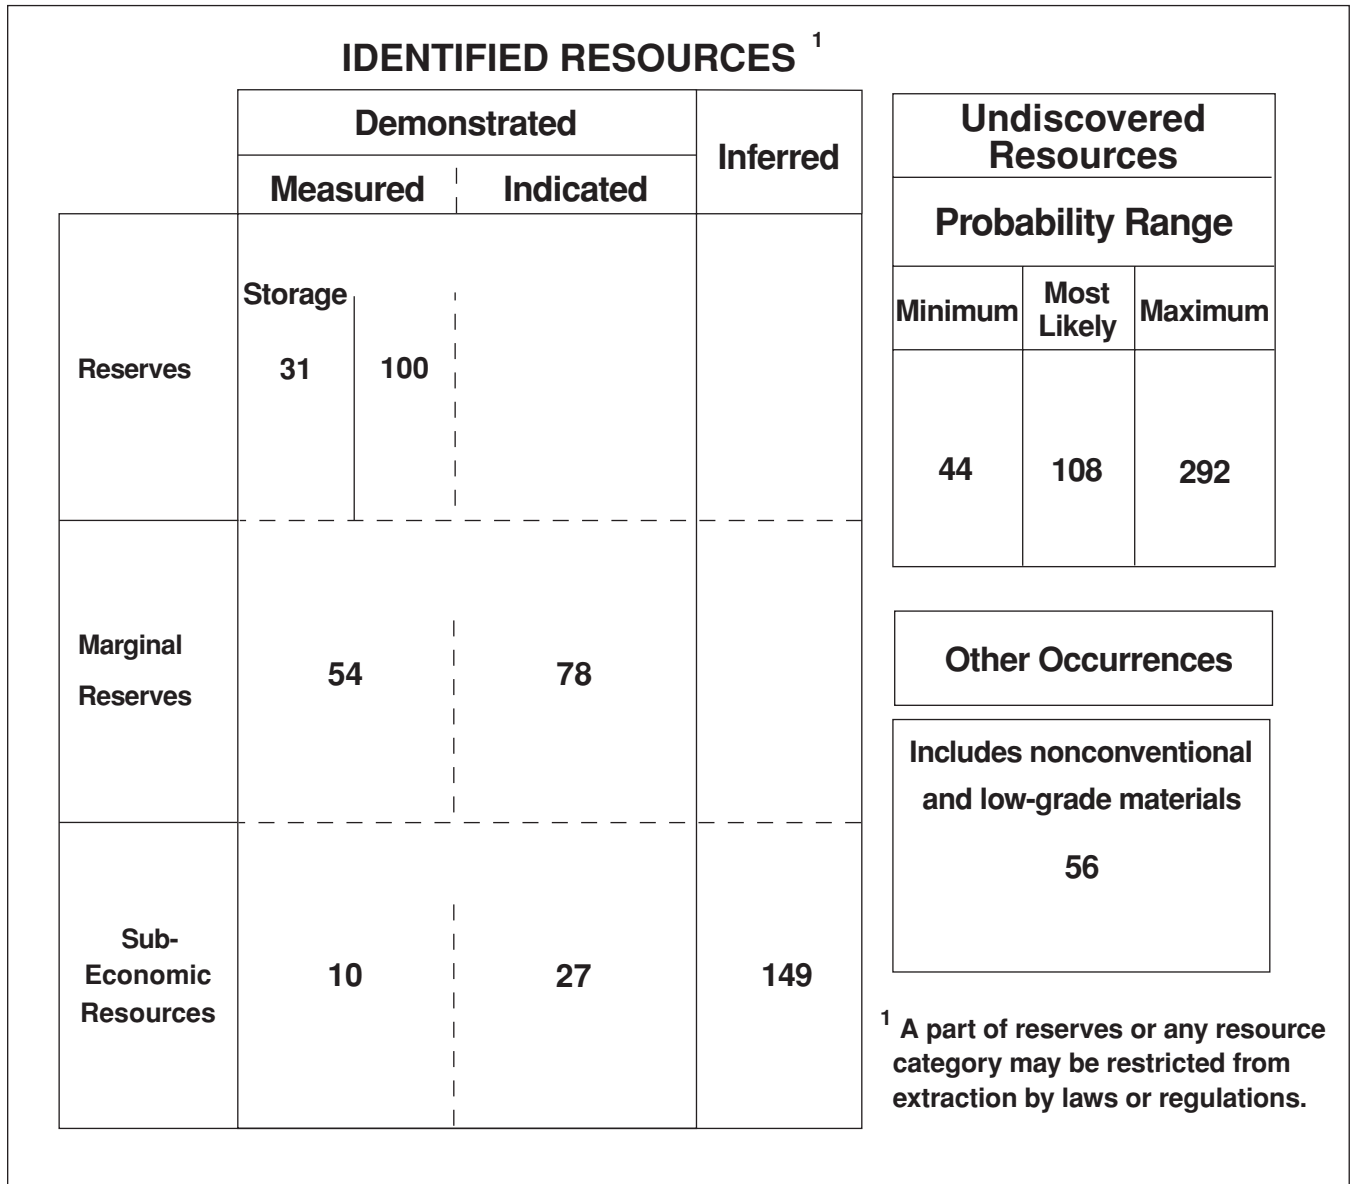 IDENTIFIED RESOURCES 1
Demonstrated
Inferred
Measured
Indicated
Storage
Reserves
31
100
Marginal
Reserves
54
78
Sub-
Economic
Resources
10
27
149
Undiscovered
Resources
Probability Range
Minimum
Most
Likely
Maximum
44
108
292
Other Occurrences
Includes nonconventional
and low-grade materials
56
1 A part of reserves or any resource
category may be restricted from
extraction by laws or regulations.